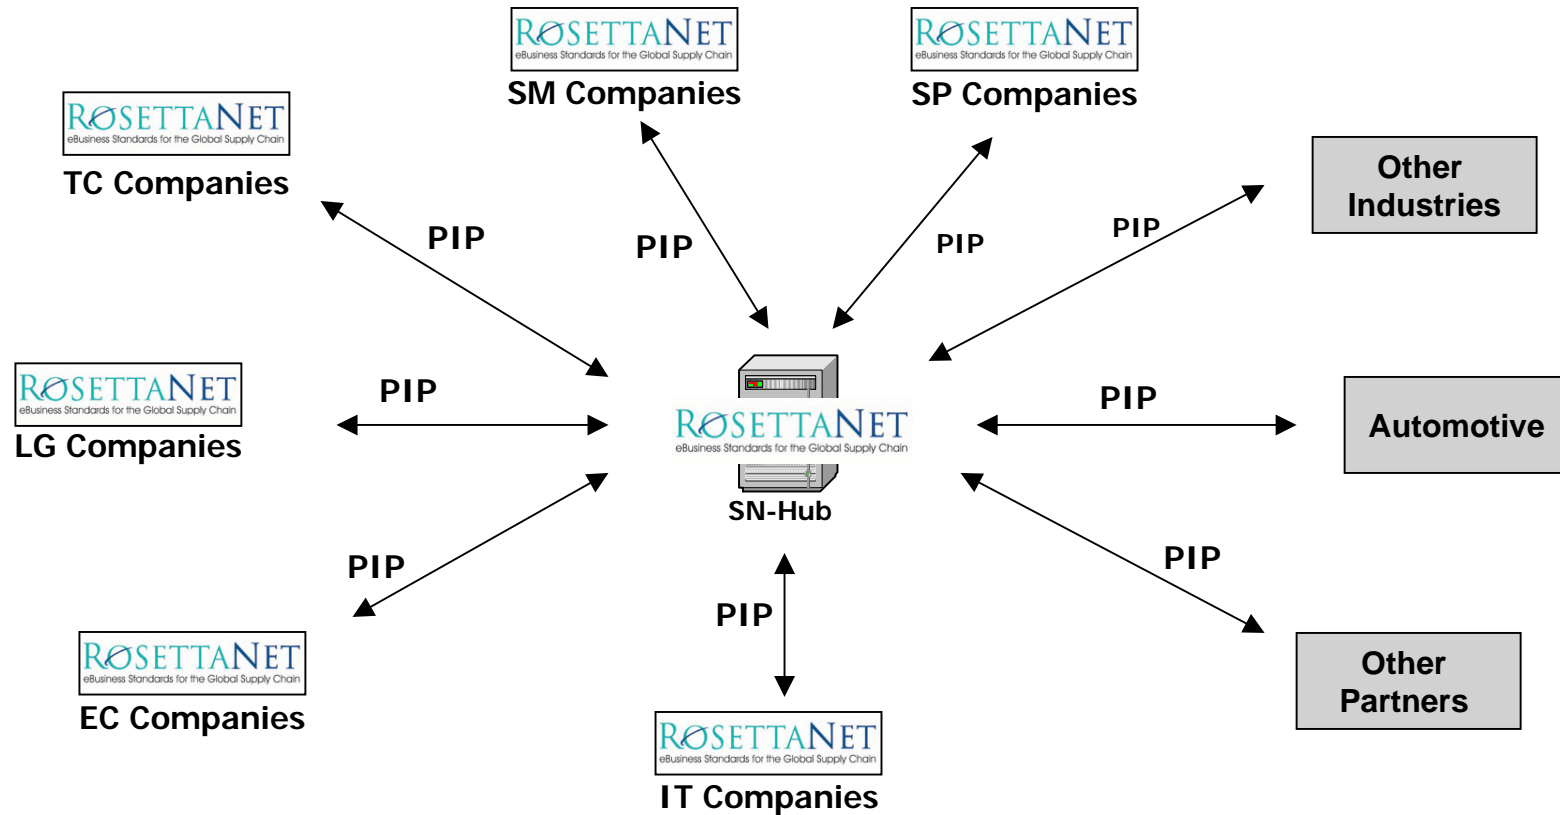 ROSETTANET
eBusiness Standards for the Global Supply Chain
SM Companies
ROSETTANET
eBusiness Standards for the Global Supply Chain
SP Companies
ROSETTANET
eBusiness Standards for the Global Supply Chain
TC Companies
Other
Industries
PIP
PIP
PIP
PIP
ROSETTANET
eBusiness Standards for the Global Supply Chain
LG Companies
PIP
ROSETTANET
eBusiness Standards for the Global Supply Chain
SN-Hub
PIP
Automotive
PIP
PIP
PIP
ROSETTANET
eBusiness Standards for the Global Supply Chain
EC Companies
Other
Partners
ROSETTANET
eBusiness Standards for the Global Supply Chain
IT Companies